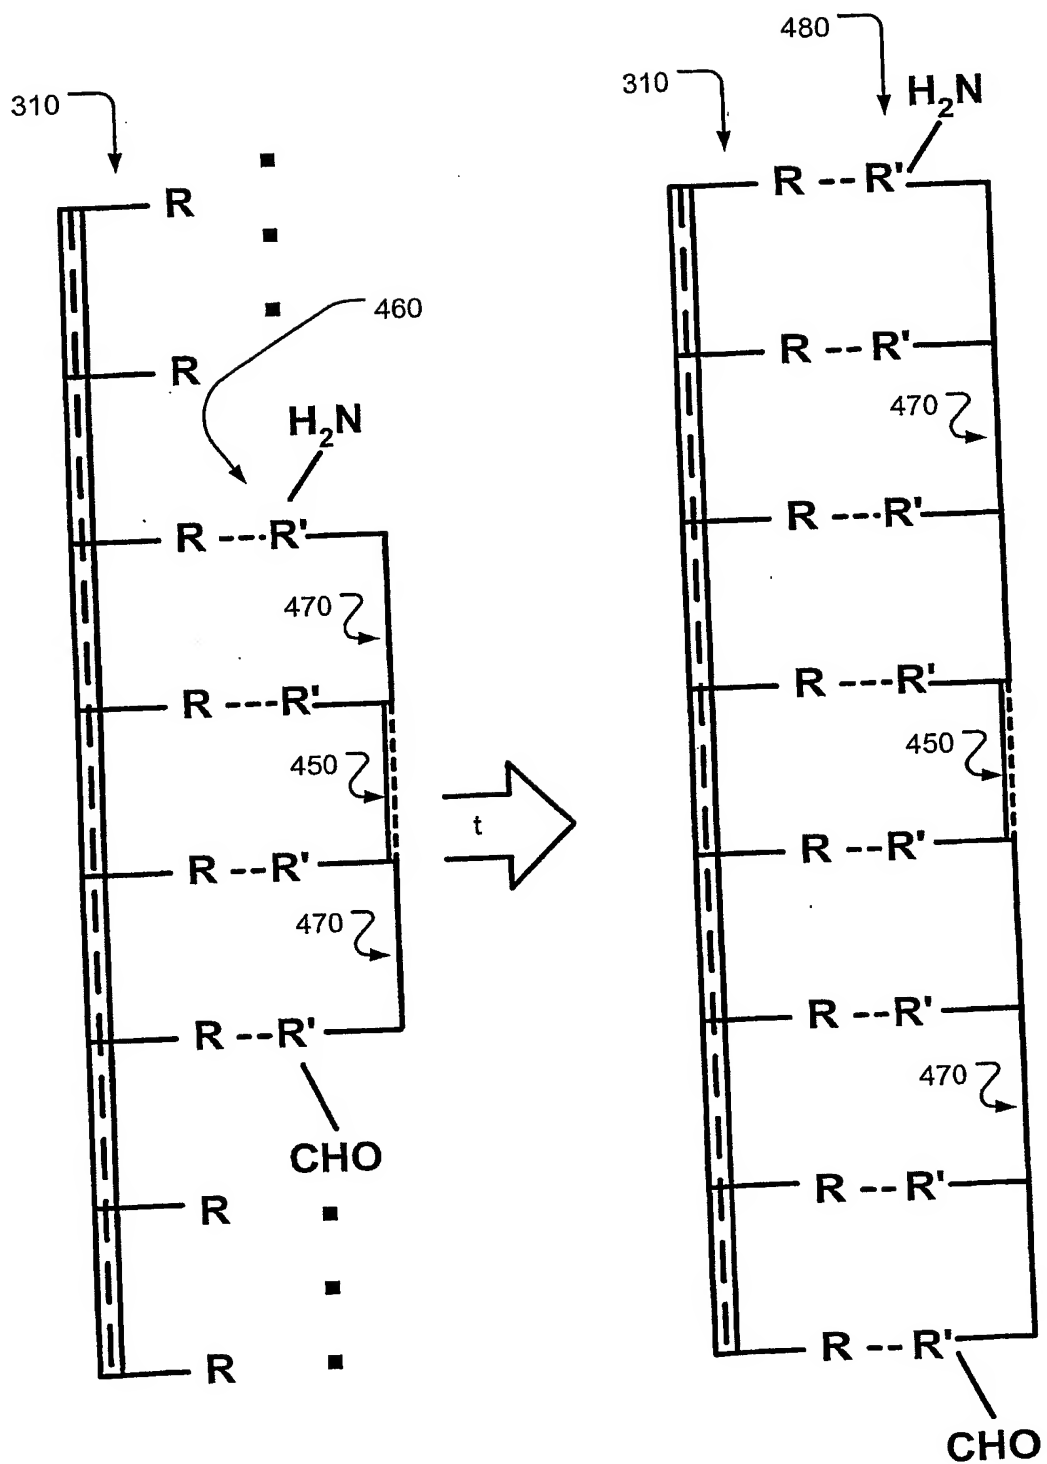 480
310
310
H₂N
R --- R'
R
460
R
R --- R'
470
H₂N
R --- R'
R --- R'
470
R --- R'
R --- R'
450
450
t
R -- R'
R -- R'
470
R -- R'
R -- R'
470
CHO
R
R -- R'
R
R -- R'
CHO